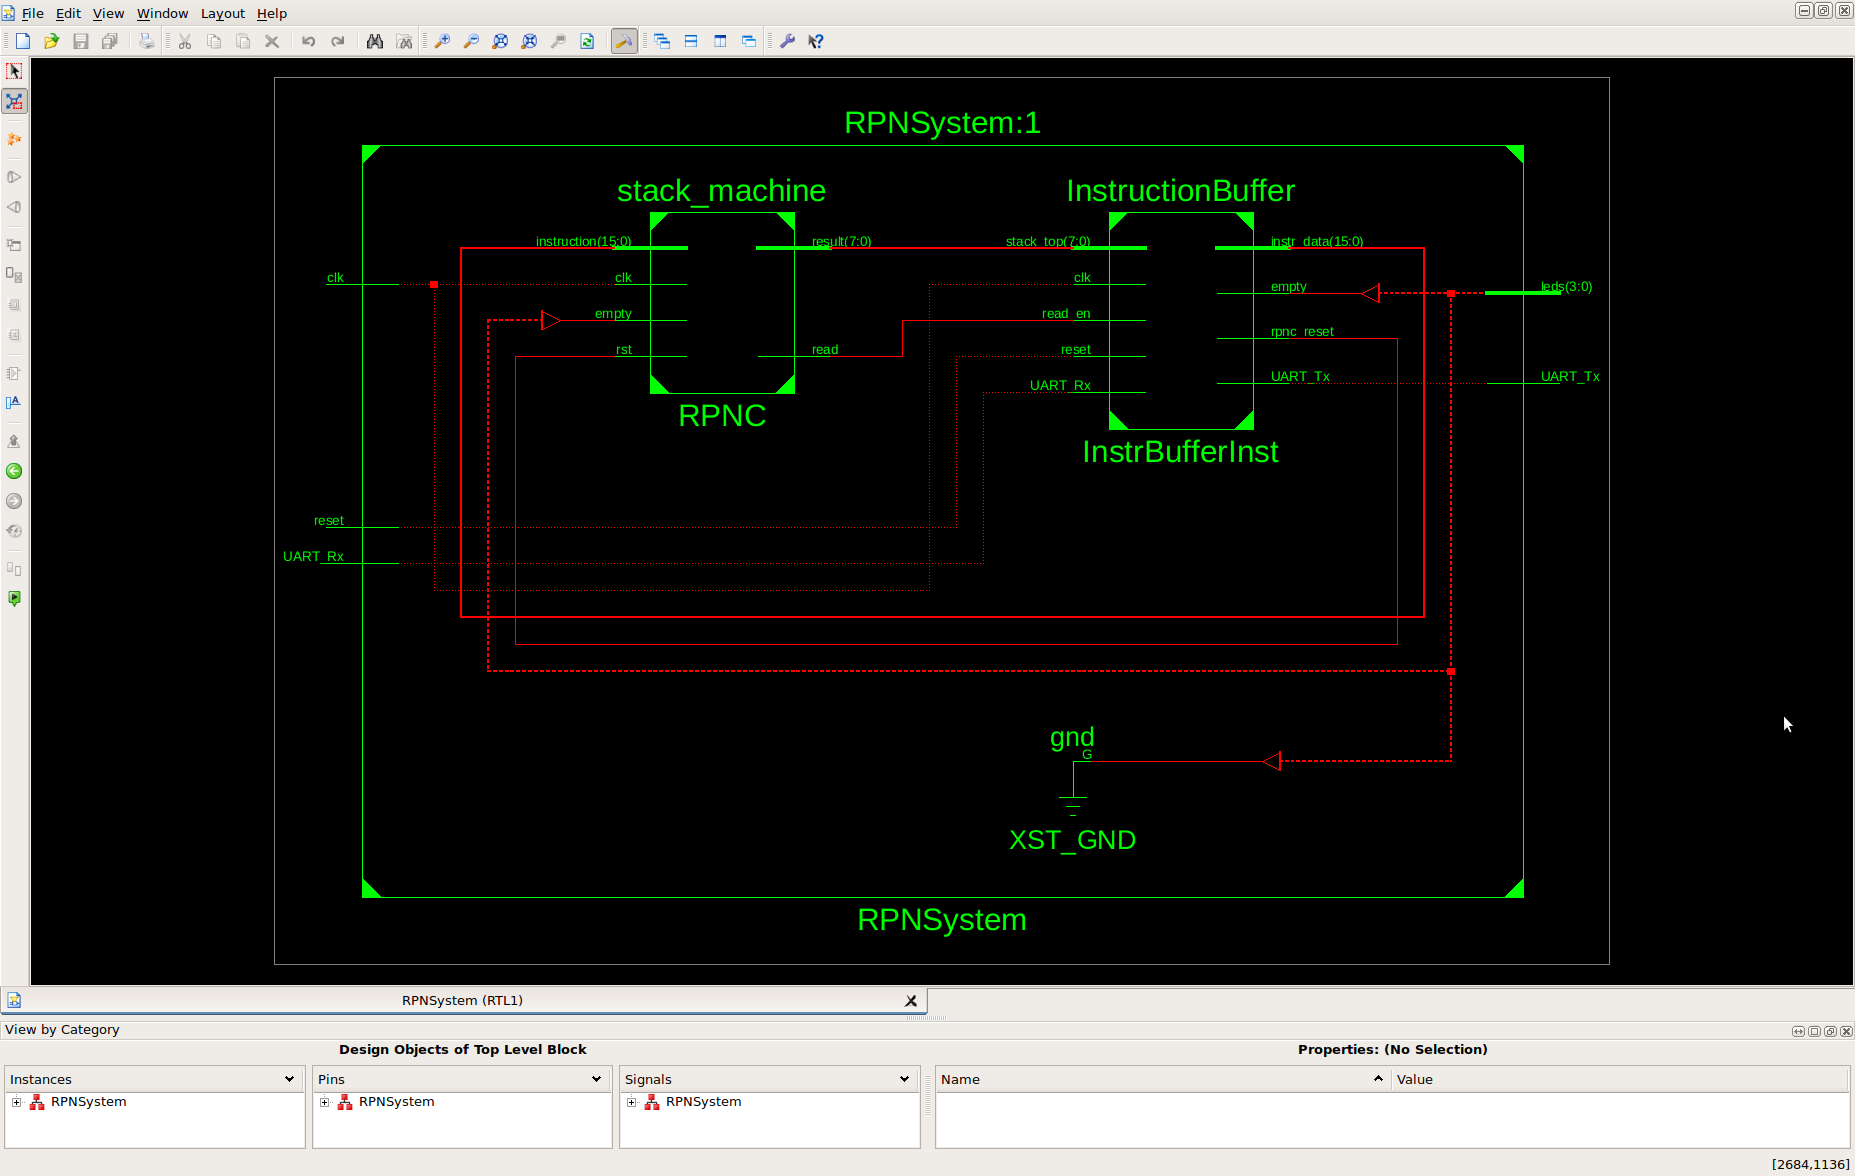 File Edit View Window Layout Help
RPNSystem:1
stack_machine
InstructionBuffer
instruction(15:0)
result(7:0)
stack_top(7:0)
instr_data(15:0)
clk
clk
clk
empty
leds(3:0)
empty
read_en
rpnc_reset
rst
read
reset
UART_Tx
UART_Tx
UART_Rx
RPNC
InstrBufferInst
reset
UART_Rx
gnd
G
XST_GND
RPNSystem
RPNSystem (RTL1)
View by Category
Design Objects of Top Level Block
Properties: (No Selection)
Instances
Pins
Signals
Name
Value
RPNSystem
RPNSystem
RPNSystem
[2684,1136]